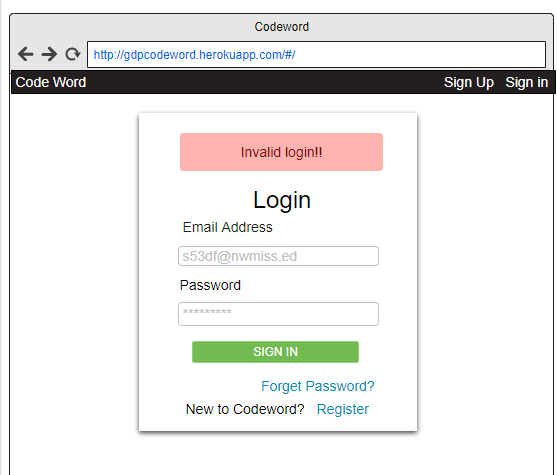 Codeword
http://gdpcodeword.herokuapp.com/#/
Code Word Sign Up Sign in
Invalid login!!
Login
Email Address
s53df@nwmiss.ed
Password
*********
SIGN IN
Forget Password?
New to Codeword? Register